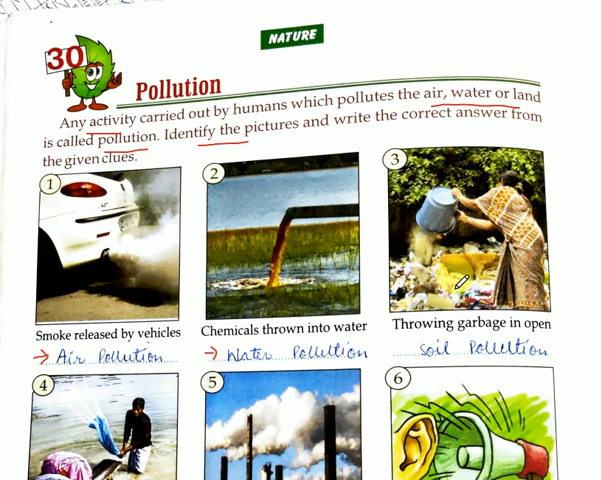 NATURE
30
Pollution
Any activity carried out by humans which pollutes the air, water or land
is called pollution. Identify the pictures and write the correct answer from
the given clues.
1
2
3
Smoke released by vehicles
Chemicals thrown into water
Throwing garbage in open
→ Air Pollution
→ Water Pollution
Soil Pollution
4
5
6